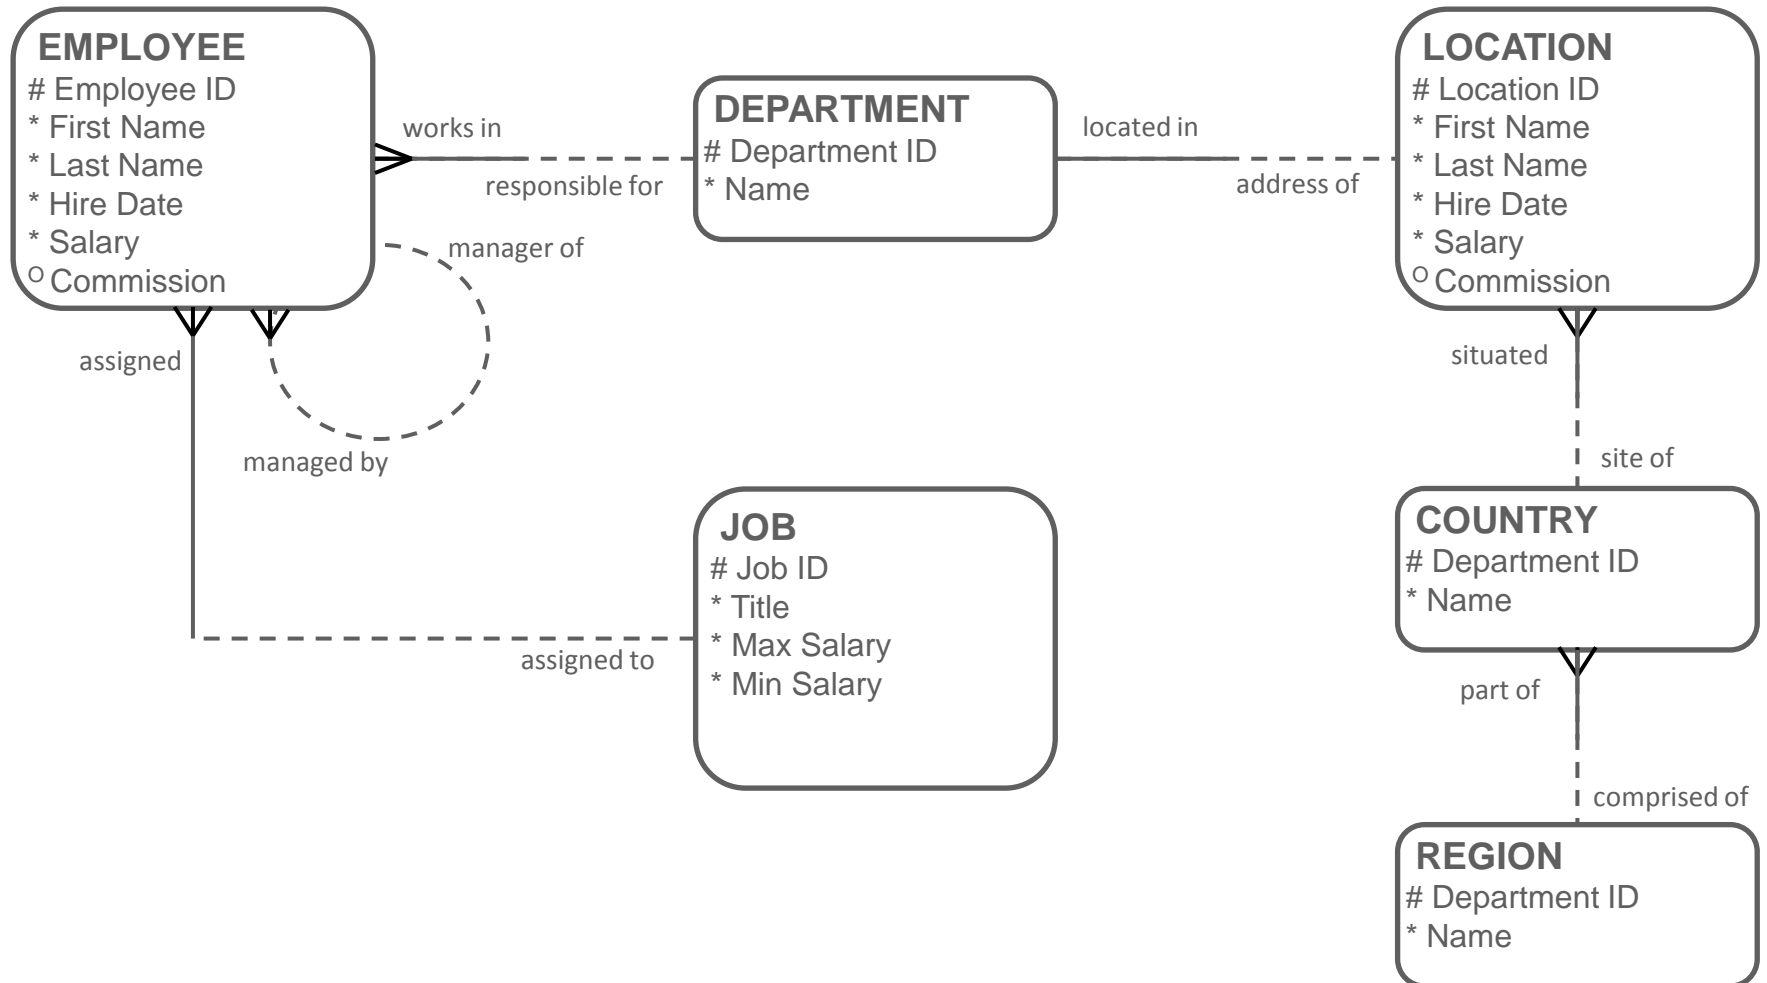 EMPLOYEE
# Employee ID
* First Name
* Last Name
* Hire Date
* Salary
O Commission
works in
responsible for
manager of
managed by
assigned
assigned to
DEPARTMENT
# Department ID
* Name
located in
address of
LOCATION
# Location ID
* First Name
* Last Name
* Hire Date
* Salary
O Commission
situated
site of
JOB
# Job ID
* Title
* Max Salary
* Min Salary
COUNTRY
# Department ID
* Name
part of
comprised of
REGION
# Department ID
* Name